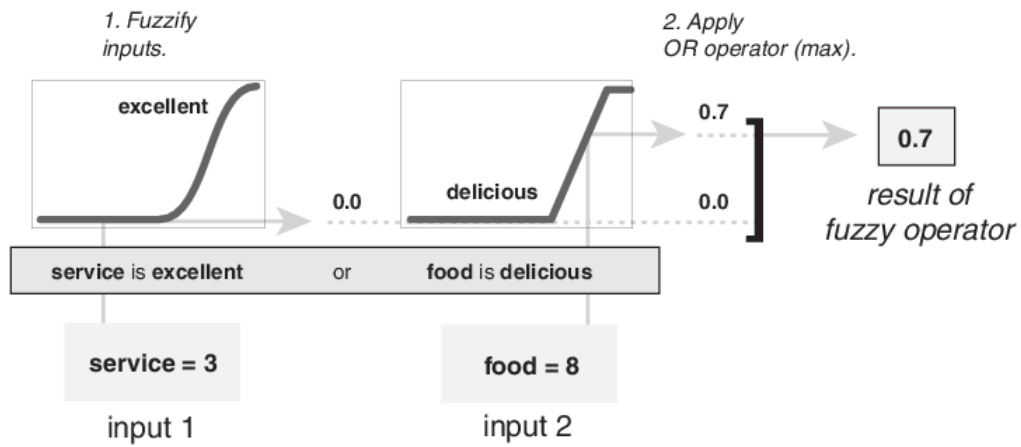 1. Fuzzify
inputs.
2. Apply
OR operator (max).
excellent
delicious
0.0
0.7
0.0
0.7
result of
fuzzy operator
service is excellent or food is delicious
service = 3
food = 8
input 1
input 2